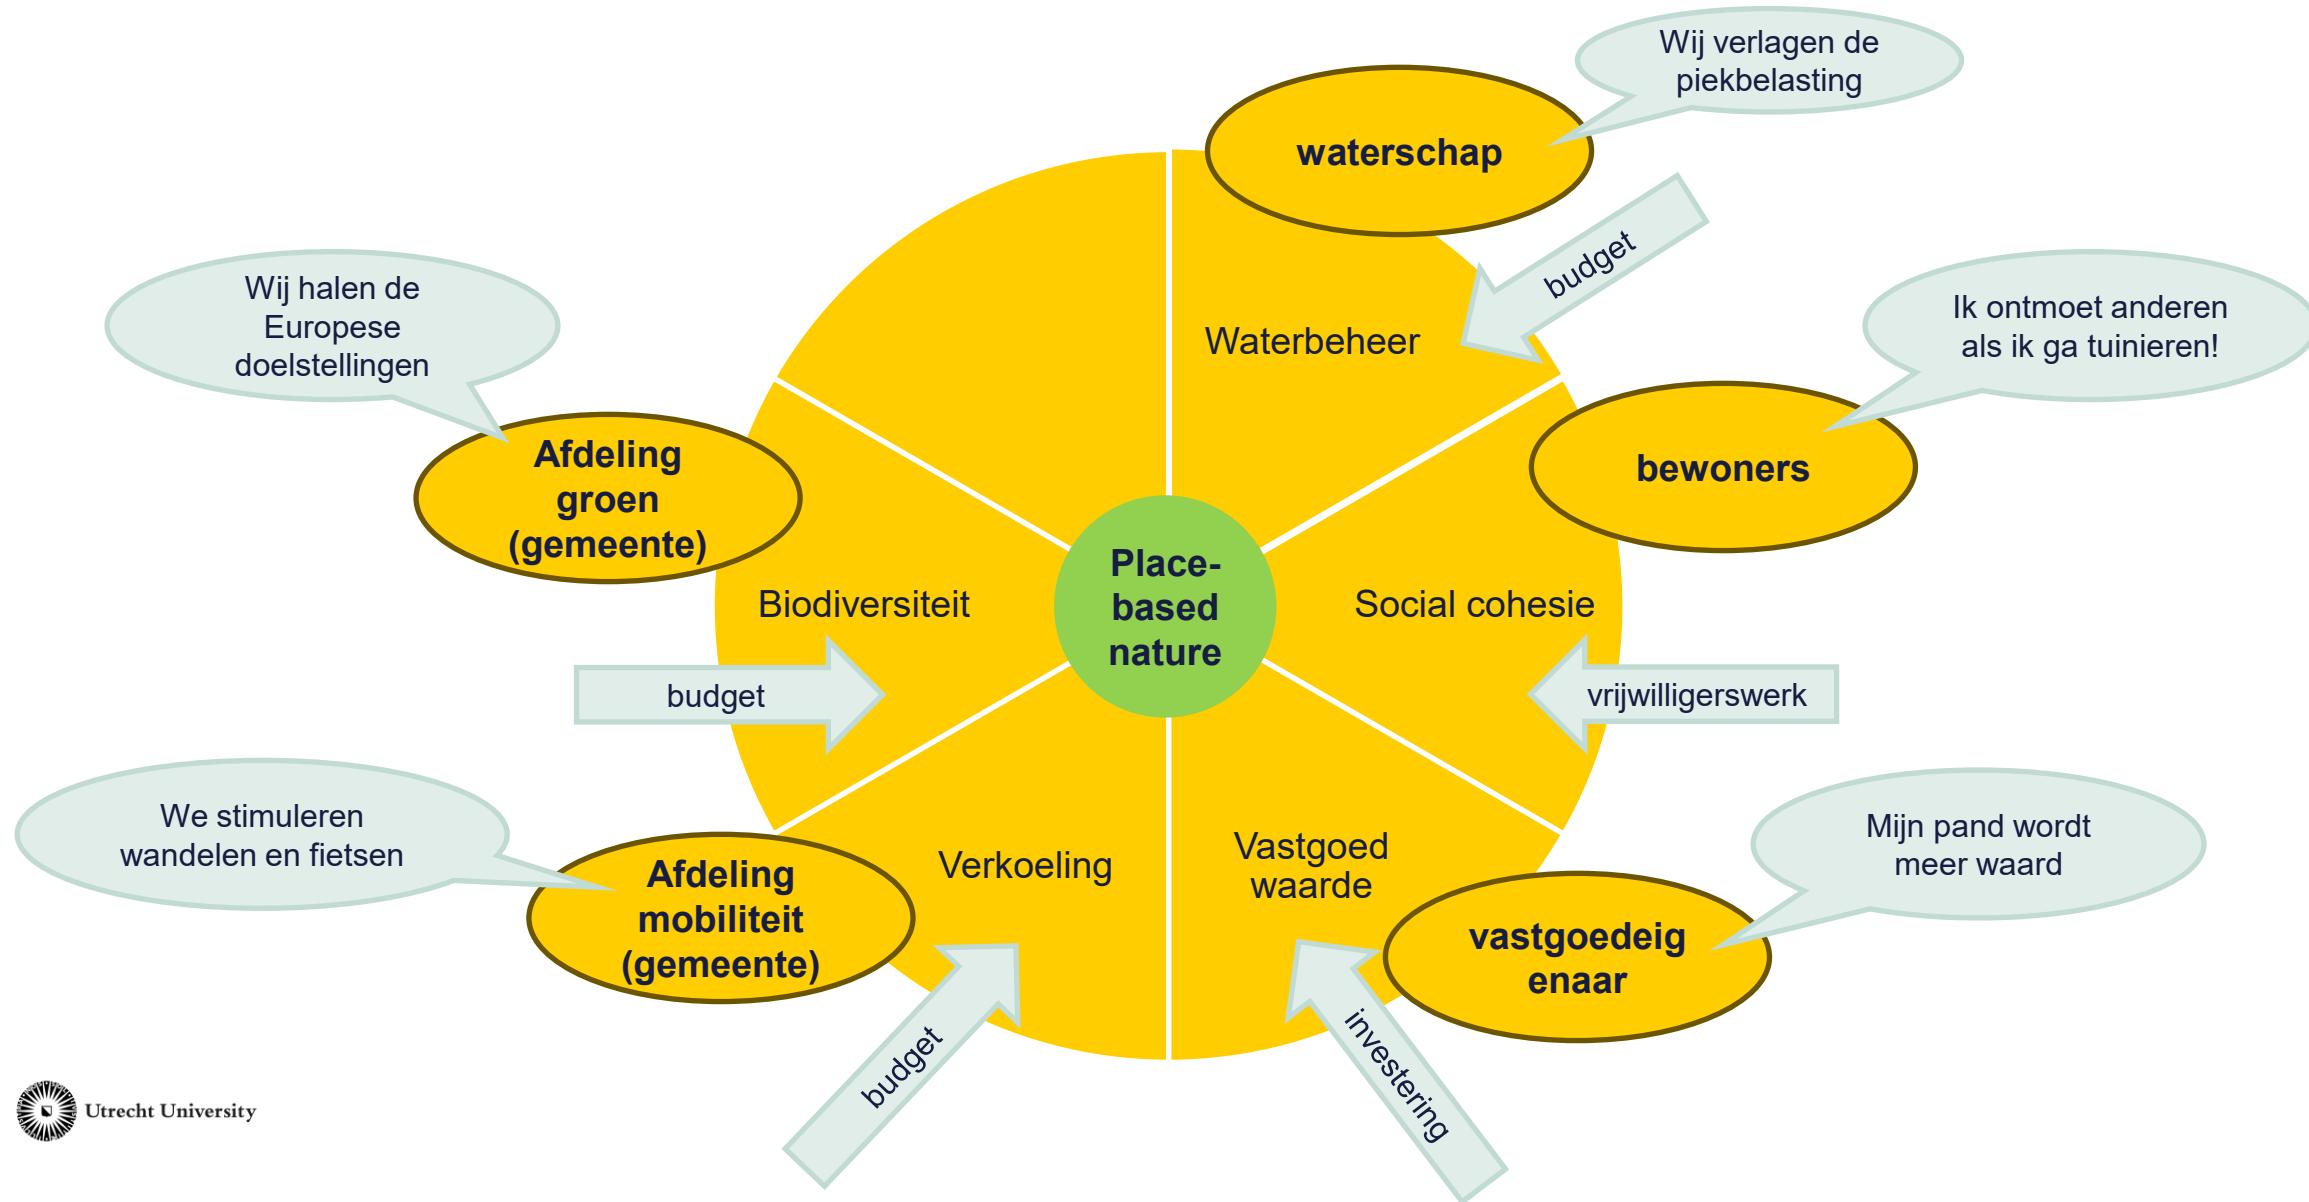 Wij verlagen de
piekbelasting
waterschap
budget
Wij halen de
Europese
doelstellingen
Ik ontmoet anderen
als ik ga tuinieren!
Waterbeheer
Afdeling
groen
(gemeente)
bewoners
Place-
based
nature
Biodiversiteit
Social cohesie
budget
vrijwilligerswerk
We stimuleren
wandelen en fietsen
Mijn pand wordt
meer waard
Verkoeling
Vastgoed
waarde
Afdeling
mobiliteit
(gemeente)
vastgoedeig
enaar
budget
investering
Utrecht University